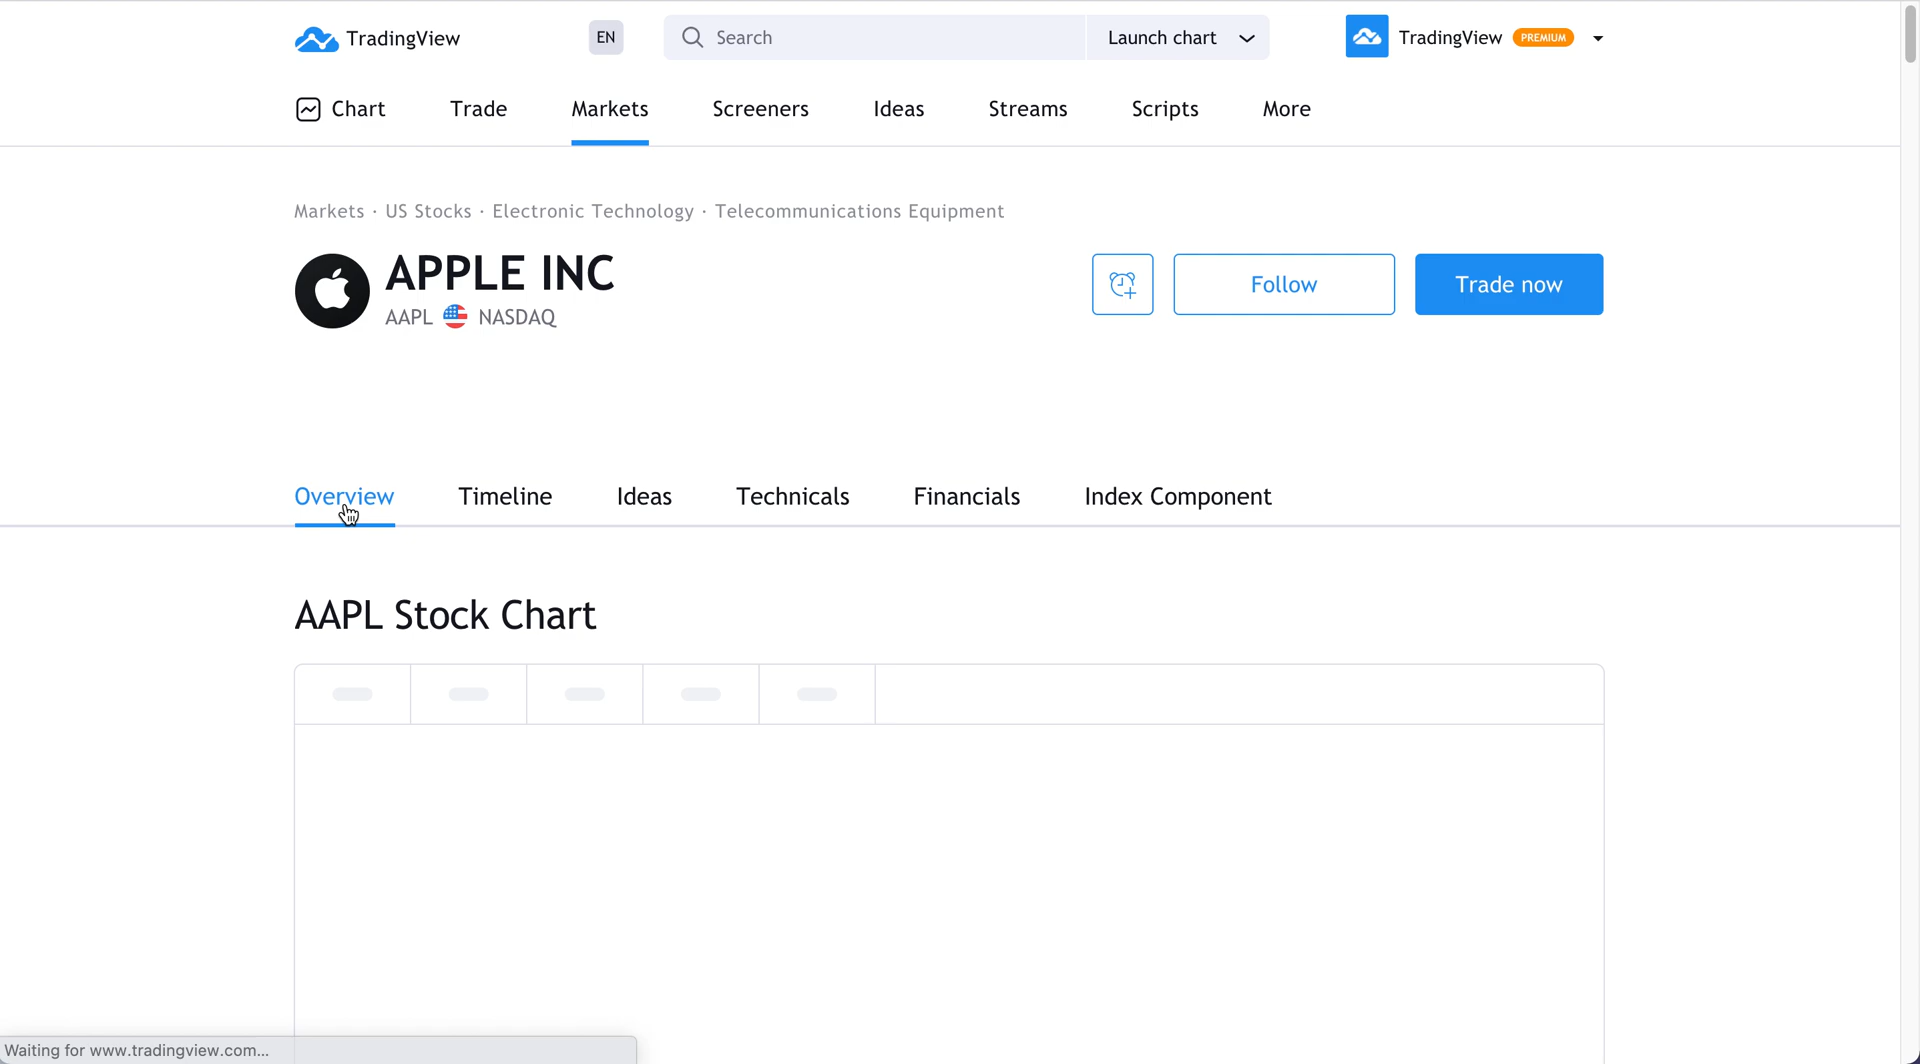 TradingView
EN
Search
Launch chart
TradingView PREMIUM
Chart Trade Markets Screeners Ideas Streams Scripts More
Markets · US Stocks · Electronic Technology · Telecommunications Equipment
APPLE INC
AAPL NASDAQ
Follow
Trade now
Overview Timeline Ideas Technicals Financials Index Component
AAPL Stock Chart
Waiting for www.tradingview.com...